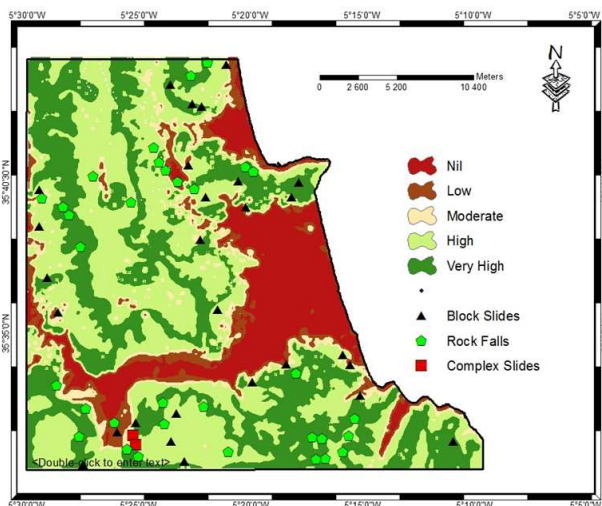 5°30'0"W 5°25'0"W 5°20'0"W 5°15'0"W 5°10'0"W 5°5'0"W
N
Meters
0 2 600 5 200 10 400
35°40'30"N
Nil
Low
Moderate
High
Very High
35°35'0"N
Block Slides
Rock Falls
Complex Slides
<Double-click to enter text>
5°30'0"W 5°25'0"W 5°20'0"W 5°15'0"W 5°10'0"W 5°5'0"W